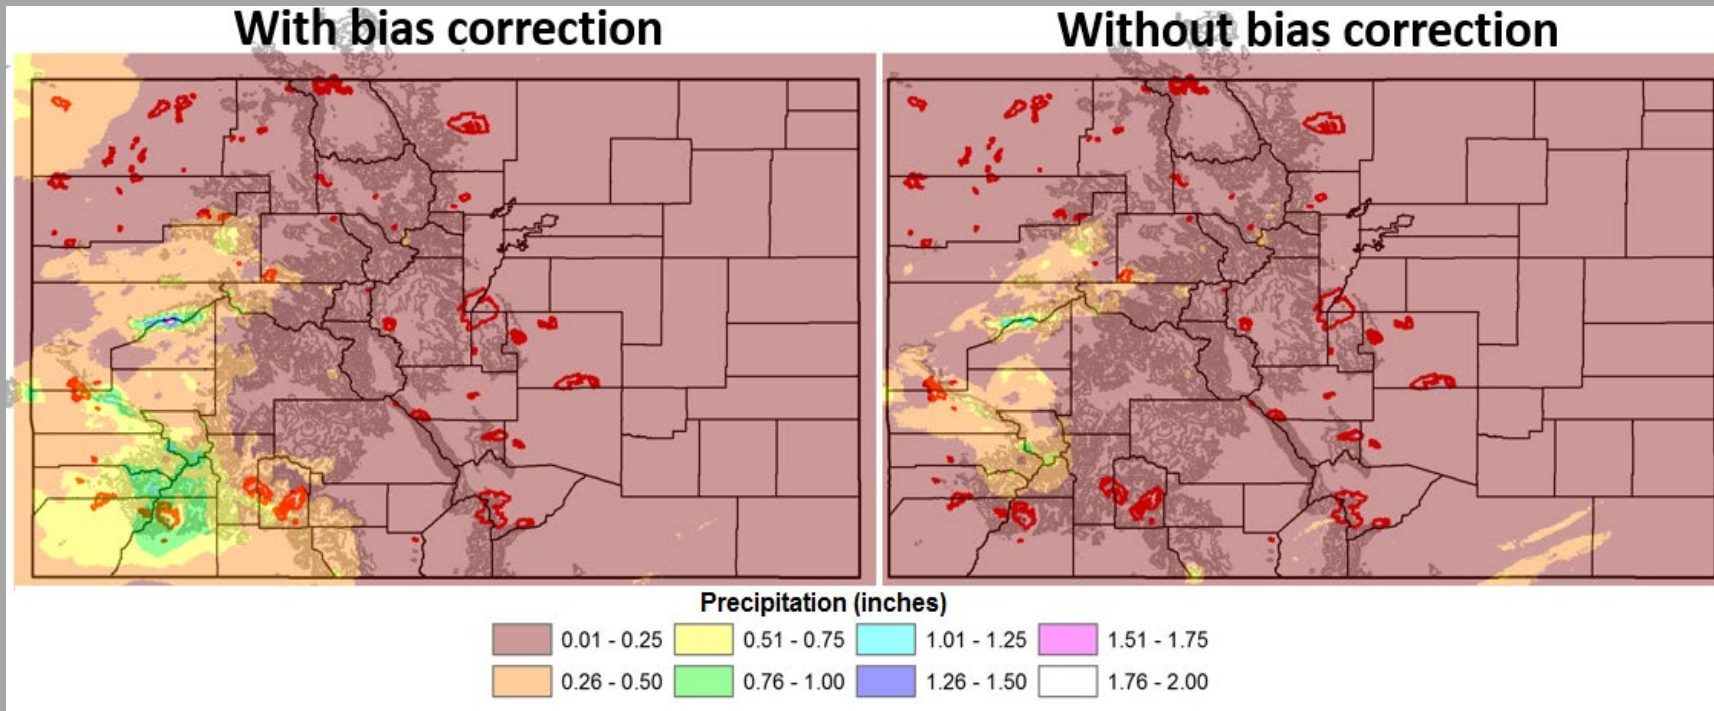 With bias correction
Without bias correction
Precipitation (inches)
0.01 - 0.25
0.51 - 0.75
1.01 - 1.25
1.51 - 1.75
0.26 - 0.50
0.76 - 1.00
1.26 - 1.50
1.76 - 2.00